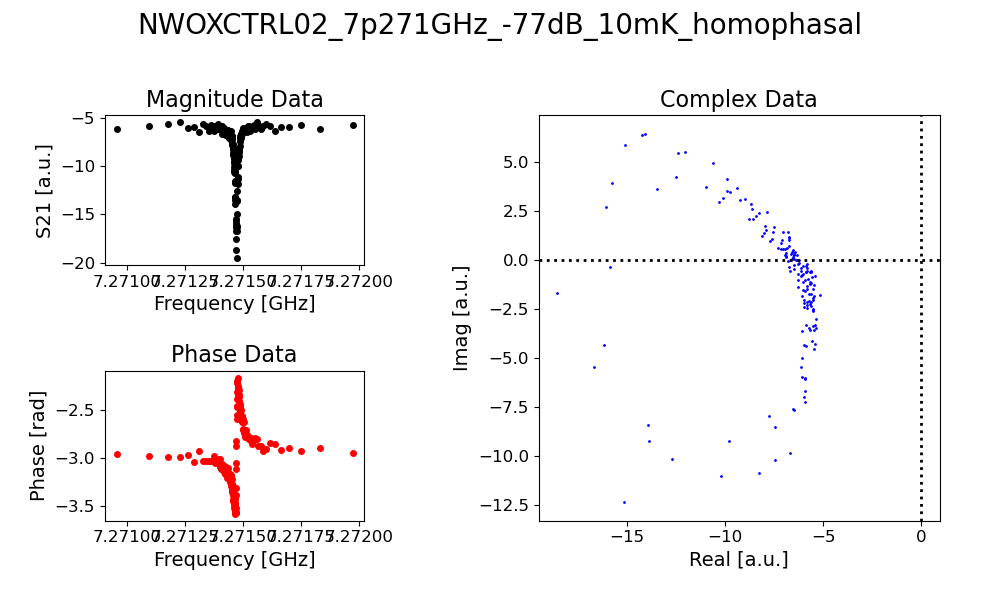 NWOXCTRL02_7p271GHz_-77dB_10mK_homophasal
Magnitude Data
S21 [a.u.]
−5
−10
−15
−20
7.27100 7.27125 7.27150 7.27175 7.27200
Frequency [GHz]
Phase Data
Phase [rad]
−2.5
−3.0
−3.5
7.27100 7.27125 7.27150 7.27175 7.27200
Frequency [GHz]
Complex Data
Imag [a.u.]
5.0
2.5
0.0
−2.5
−5.0
−7.5
−10.0
−12.5
−15 −10 −5 0
Real [a.u.]